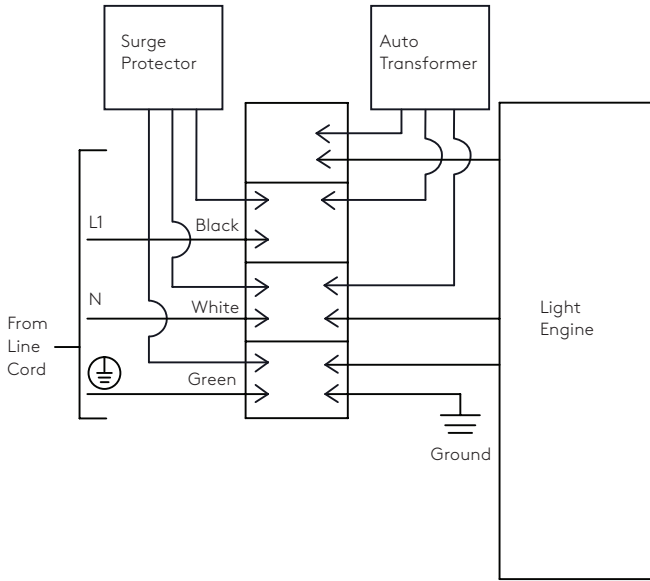 Surge
Protector
Auto
Transformer
L1
Black
N
White
From
Line
Cord
Green
Light
Engine
Ground